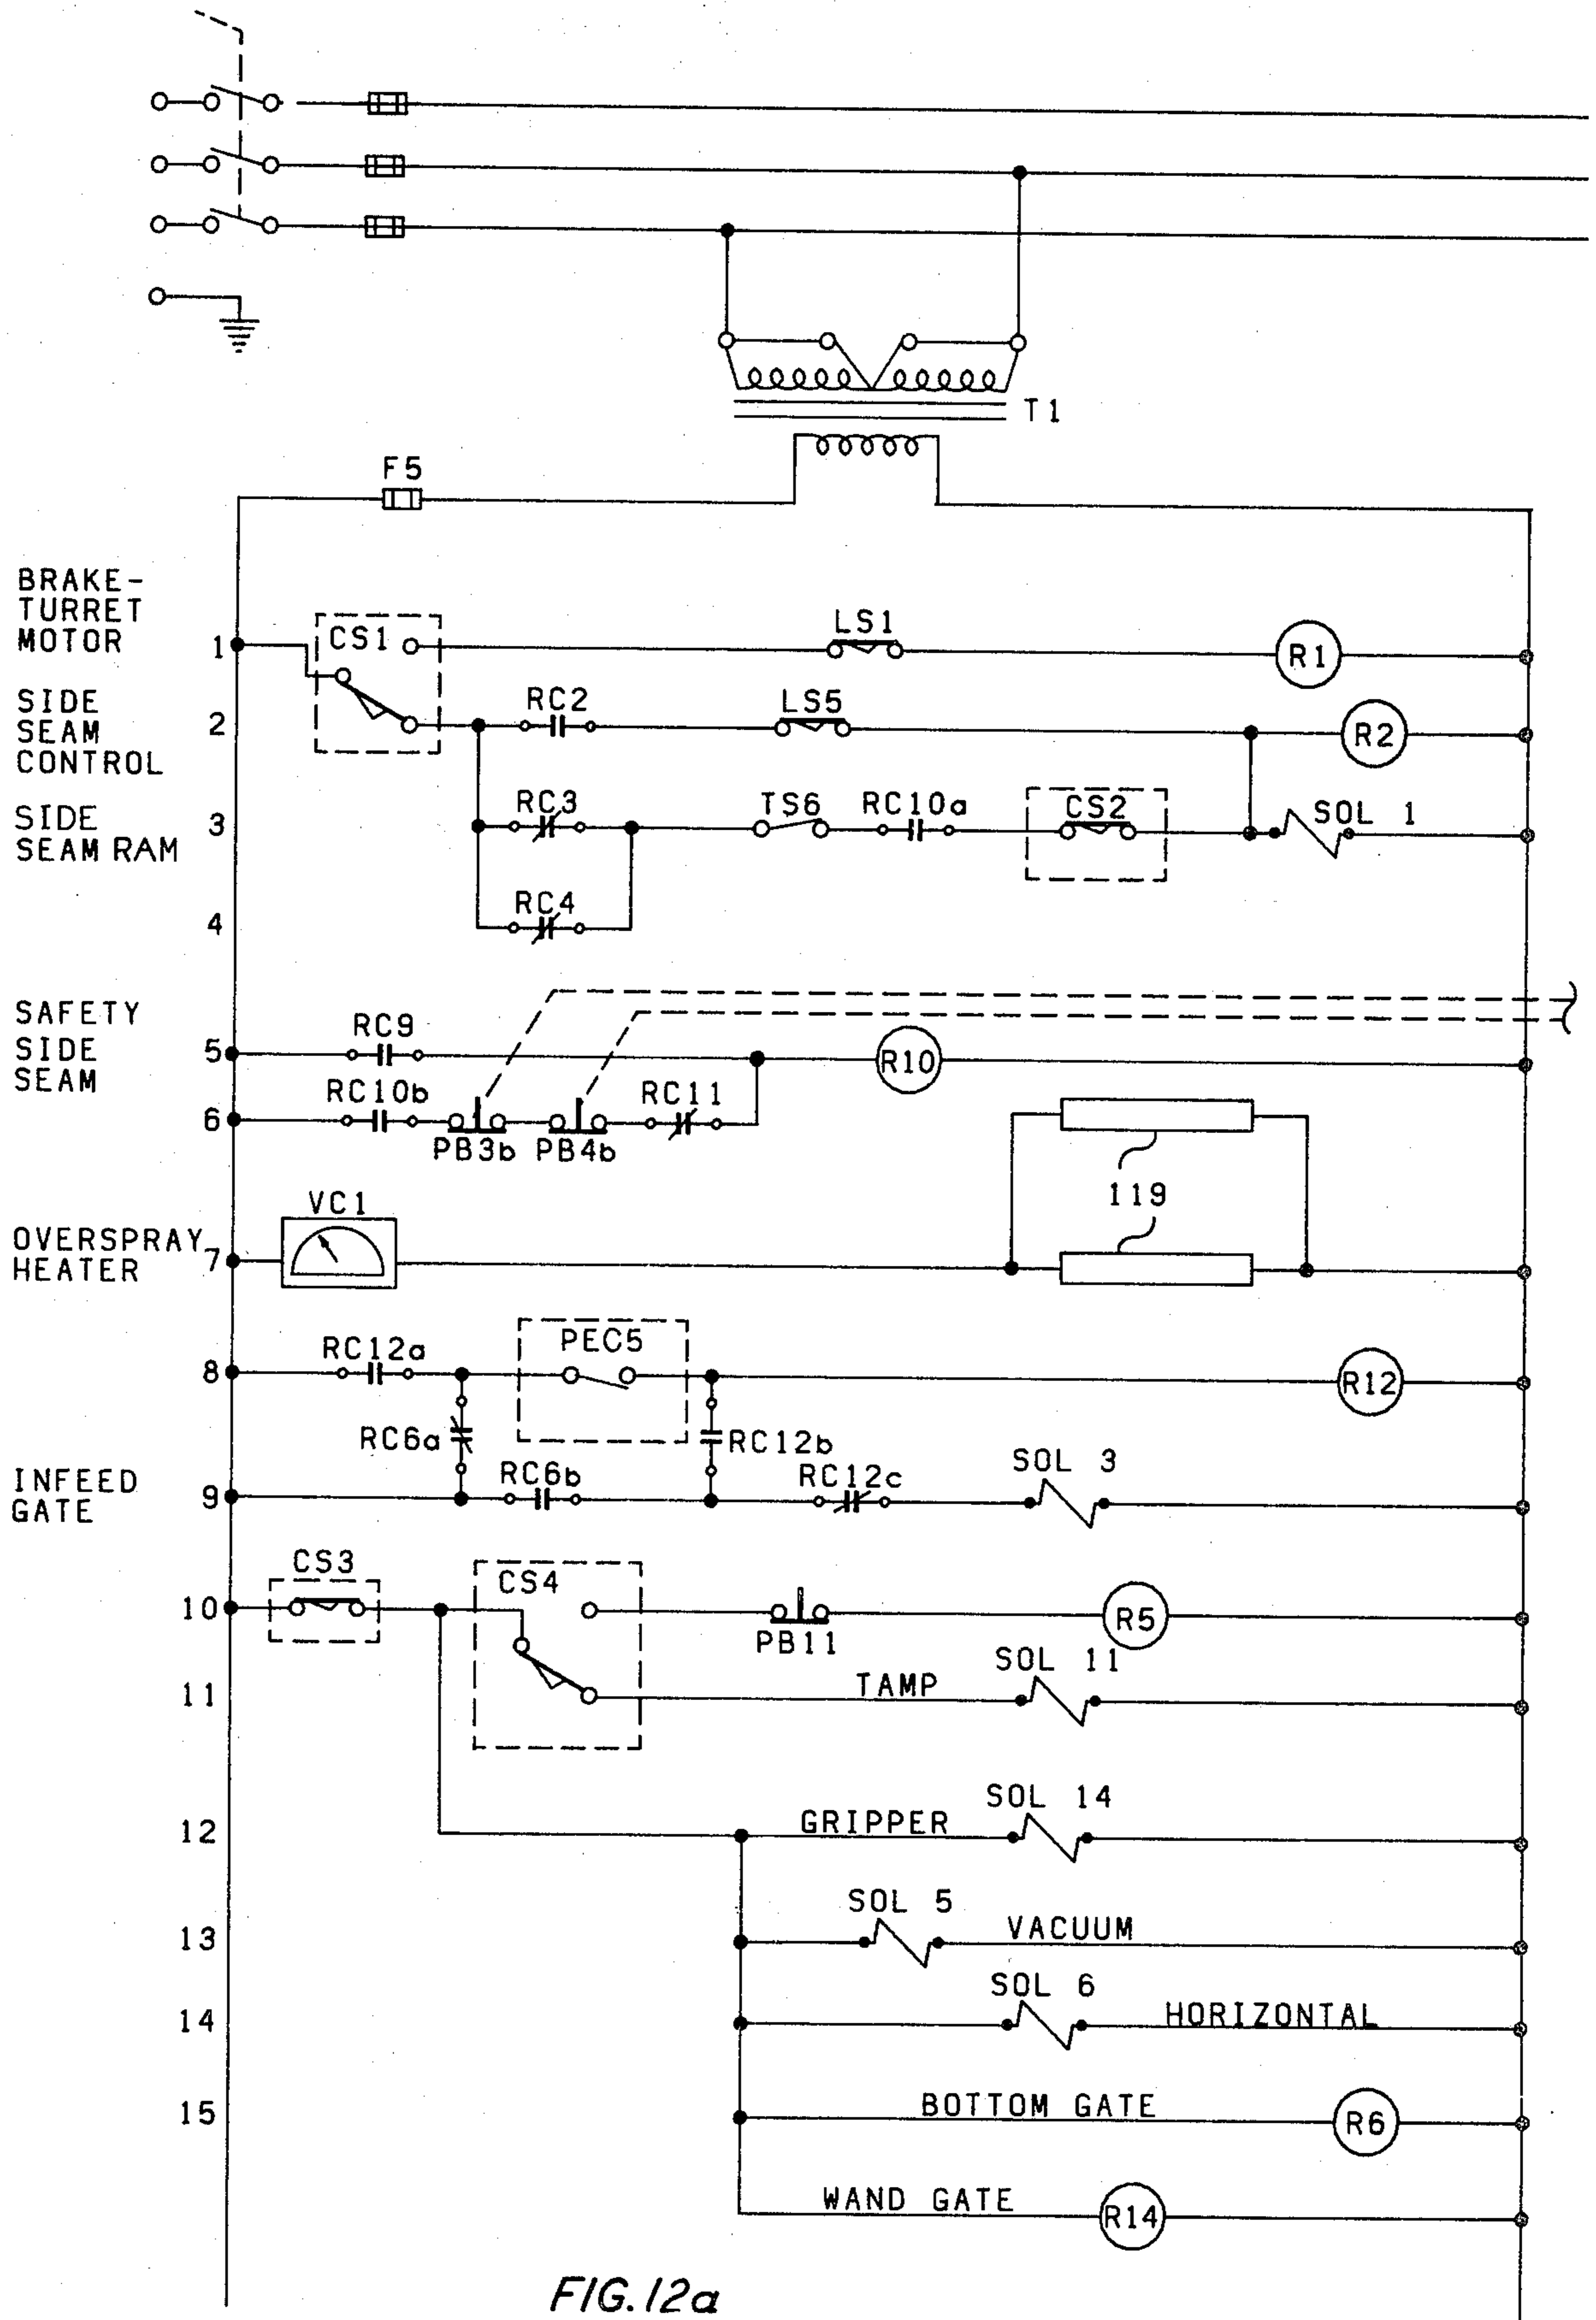 T1
F5
BRAKE-
TURRET
MOTOR
1
CS1
LS1
R1
SIDE
SEAM
CONTROL
2
RC2
LS5
R2
SIDE
SEAM RAM
3
RC3
TS6
RC10a
CS2
SOL 1
4
RC4
SAFETY
SIDE
SEAM
5
RC9
R10
6
RC10b
PB3b
PB4b
RC11
119
OVERSPRAY
HEATER
7
VC1
8
RC12a
PEC5
R12
RC6a
RC12b
INFEED
GATE
9
RC6b
RC12c
SOL 3
10
CS3
CS4
PB11
R5
11
TAMP
SOL 11
12
GRIPPER
SOL 14
13
SOL 5
VACUUM
14
SOL 6
HORIZONTAL
15
BOTTOM GATE
R6
WAND GATE
R14
FIG.12a